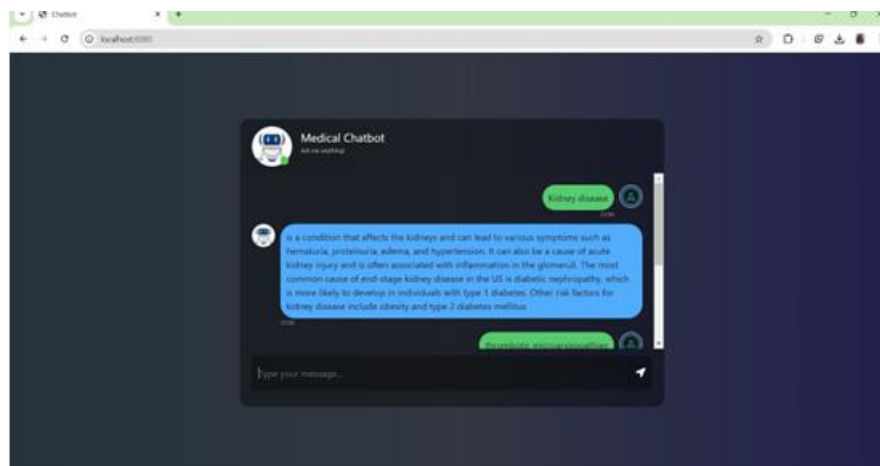 Chatbot
localhost:8080
Medical Chatbot
Ask me anything!
Kidney disease
is a condition that affects the kidneys and can lead to various symptoms such as
hematuria, proteinuria, edema, and hypertension. It can also be a cause of acute
kidney injury and is often associated with inflammation in the glomeruli. The most
common cause of end-stage kidney disease in the US is diabetic nephropathy, which
is more likely to develop in individuals with type 1 diabetes. Other risk factors for
kidney disease include obesity and type 2 diabetes mellitus
thrombotic microangiopathies
Type your message...